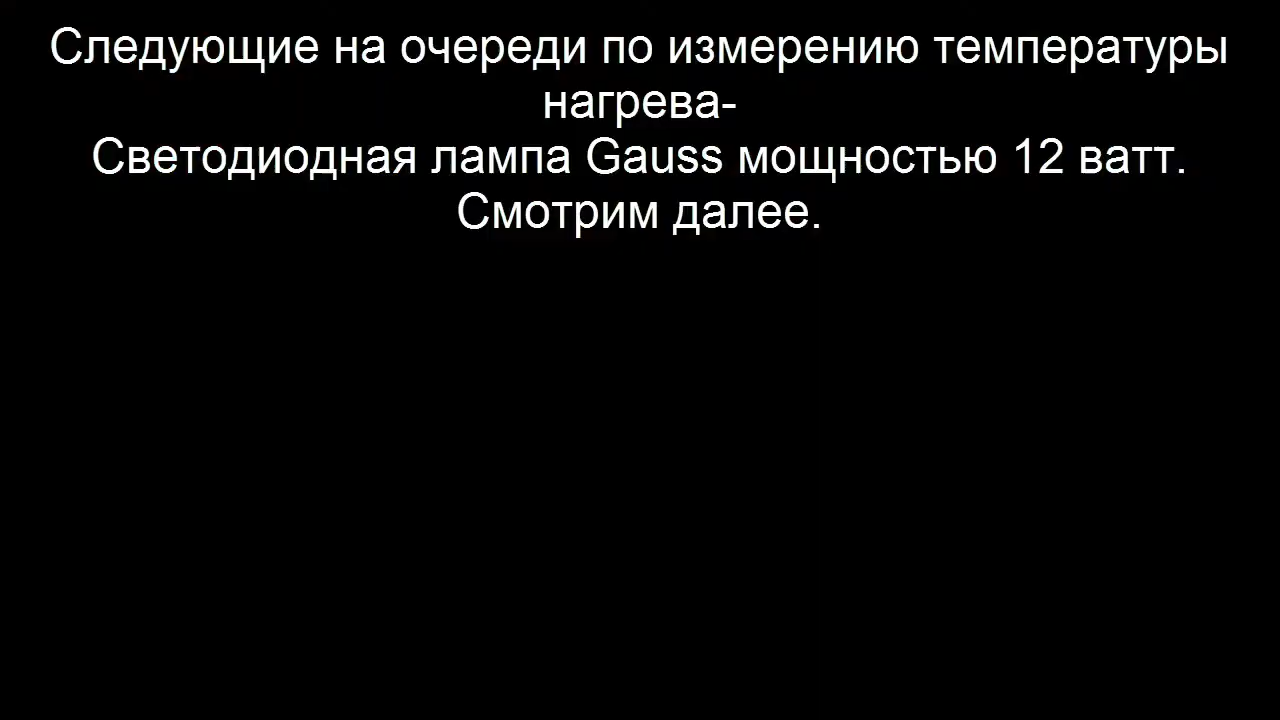 Следующие на очереди по измерению температуры
нагрева-
Светодиодная лампа Gauss мощностью 12 ватт.
Смотрим далее.